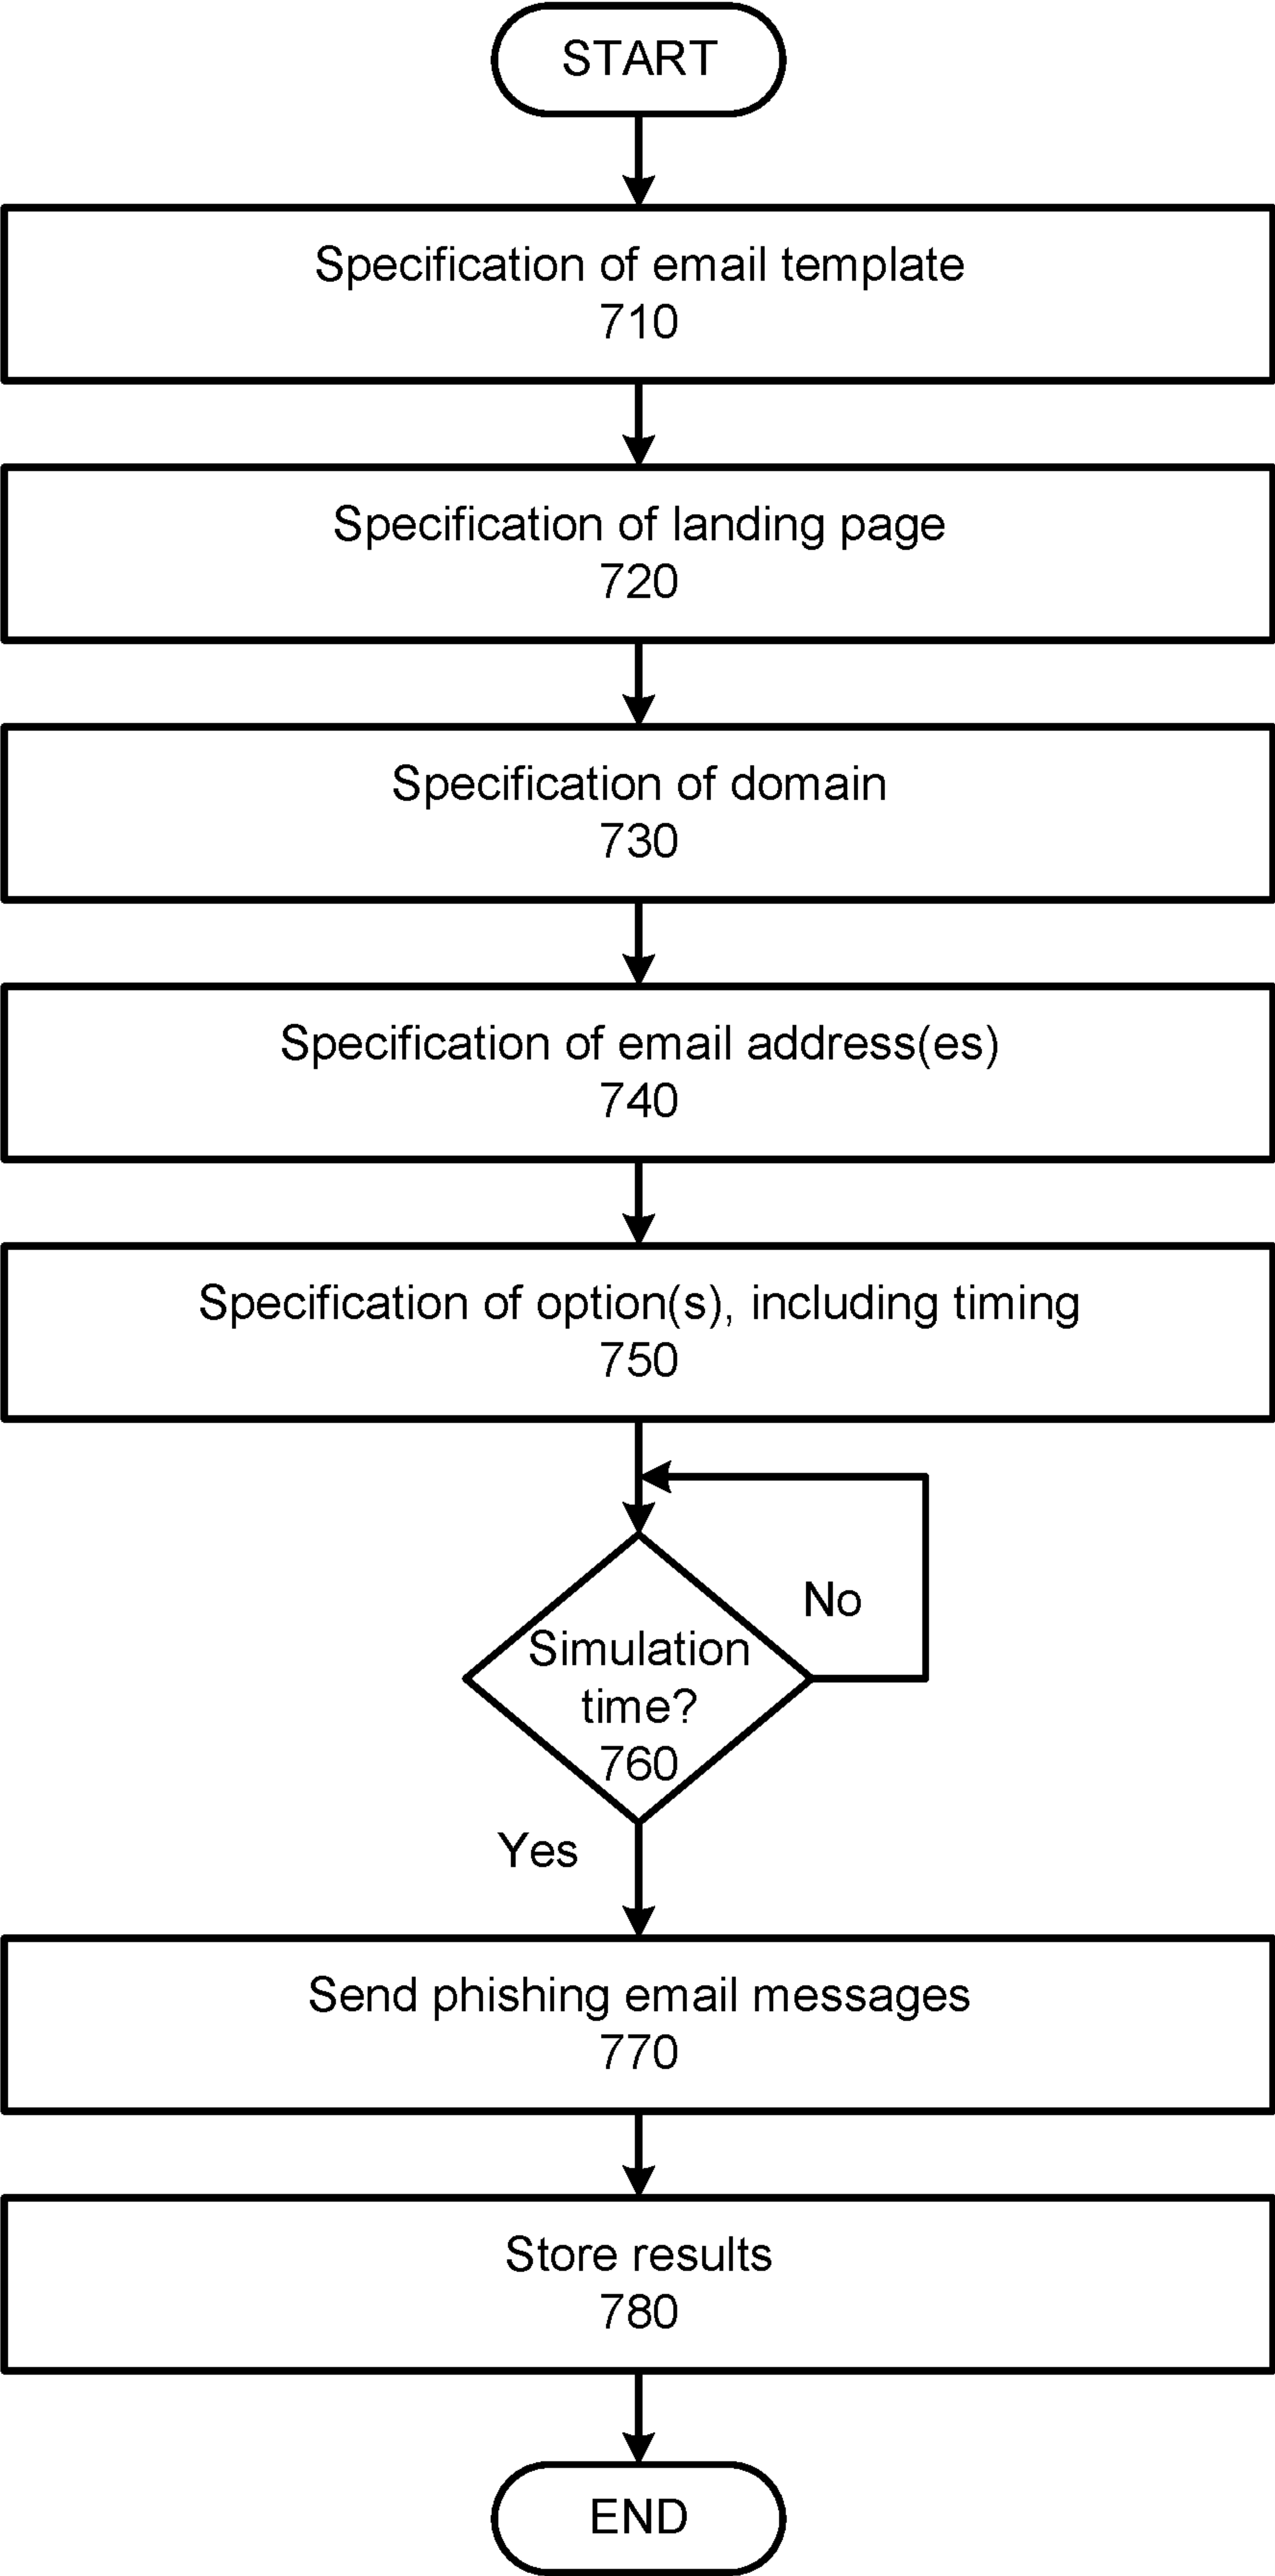 START
Specification of email template
710
Specification of landing page
720
Specification of domain
730
Specification of email address(es)
740
Specification of option(s), including timing
750
No
Simulation
time?
760
Yes
Send phishing email messages
770
Store results
780
END